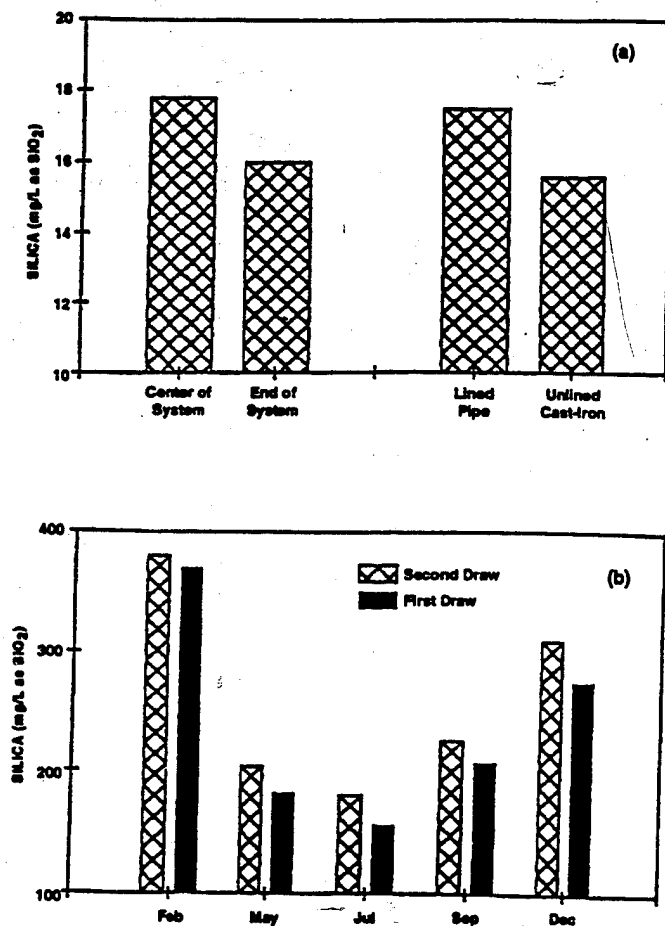 20
(a)
18
16
14
12
10
SILICA (mg/L as SIO2)
Center of
System
End of
System
Lined
Pipe
Unlined
Cast-Iron
400
(b)
Second Draw
First Draw
300
200
100
SILICA (mg/L as SIO2)
Feb
May
Jul
Sep
Dec